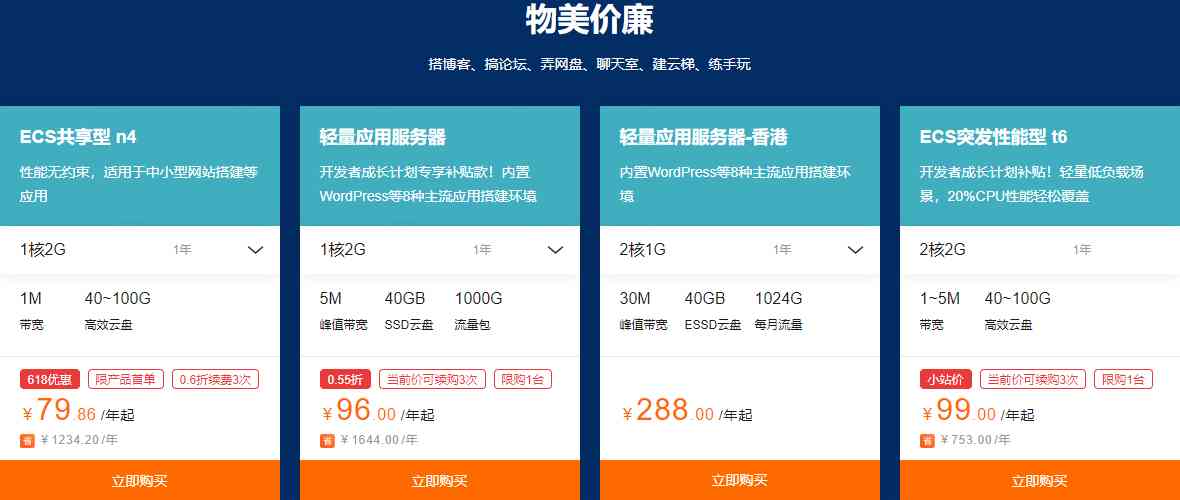 物美价廉
搭博客、搞论坛、弄网盘、聊天室、建云梯、练手玩
ECS共享型 n4
性能无约束，适用于中小型网站搭建等
应用
1核2G 1年
1M 40~100G
带宽 高效云盘
618优惠 限产品首单 0.6折续费3次
¥79.86 /年起
省 ¥1234.20/年
立即购买
轻量应用服务器
开发者成长计划专享补贴款！内置
WordPress等8种主流应用搭建环境
1核2G 1年
5M 40GB 1000G
峰值带宽 SSD云盘 流量包
0.55折 当前价可续购3次 限购1台
¥96.00 /年起
省 ¥1644.00/年
立即购买
轻量应用服务器-香港
内置WordPress等8种主流应用搭建环
境
2核1G 1年
30M 40GB 1024G
峰值带宽 ESSD云盘 每月流量
¥288.00 /年起
立即购买
ECS突发性能型 t6
开发者成长计划补贴！轻量低负载场
景，20%CPU性能轻松覆盖
2核2G 1年
1~5M 40~100G
带宽 高效云盘
小站价 当前价可续购3次 限购1台
¥99.00 /年起
省 ¥753.00/年
立即购买